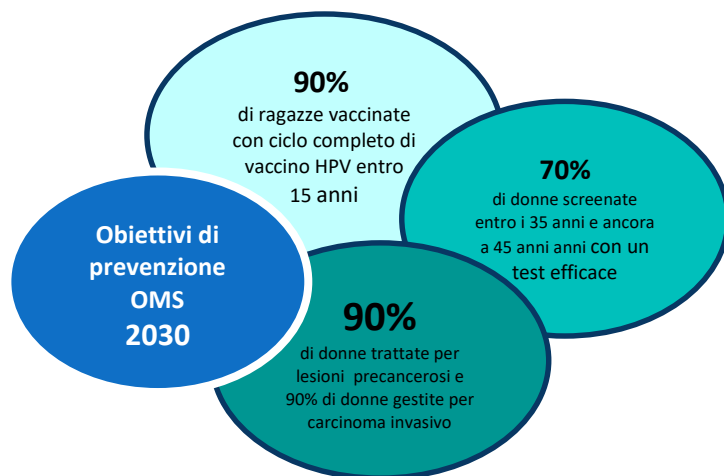 90%
di ragazze vaccinate
con ciclo completo di
vaccino HPV entro
15 anni
70%
di donne screenate
entro i 35 anni e ancora
a 45 anni anni con un
test efficace
Obiettivi di
prevenzione
OMS
2030
90%
di donne trattate per
lesioni precancerosi e
90% di donne gestite per
carcinoma invasivo